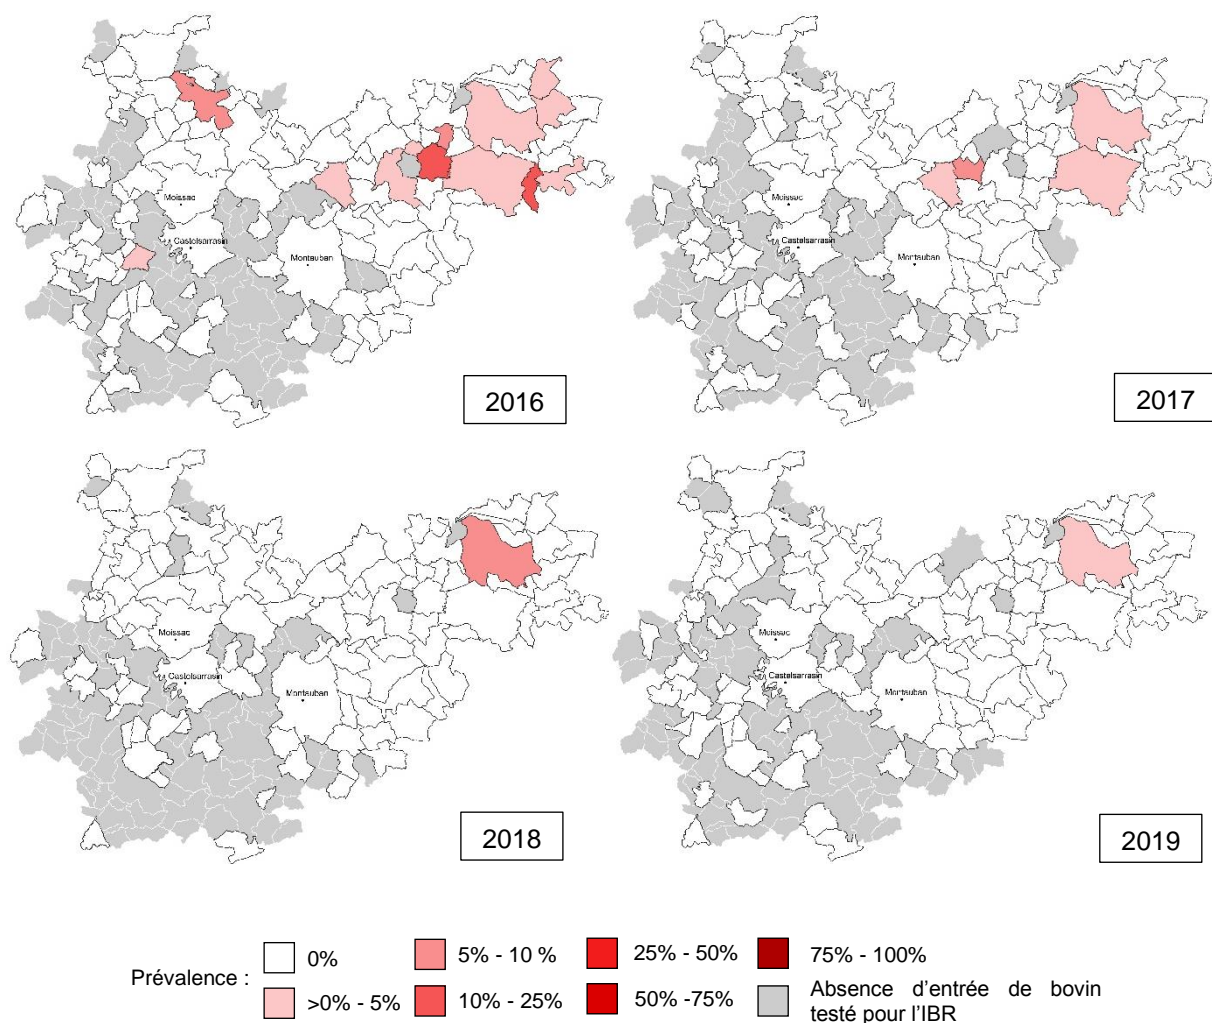 Moissac
Castelsarrasin
Montauban
2016
Moissac
Castelsarrasin
Montauban
2017
Moissac
Castelsarrasin
Montauban
2018
Moissac
Castelsarrasin
Montauban
2019
Prévalence :
0%
5% - 10 %
25% - 50%
75% - 100%
>0% - 5%
10% - 25%
50% -75%
Absence d'entrée de bovin
testé pour l'IBR